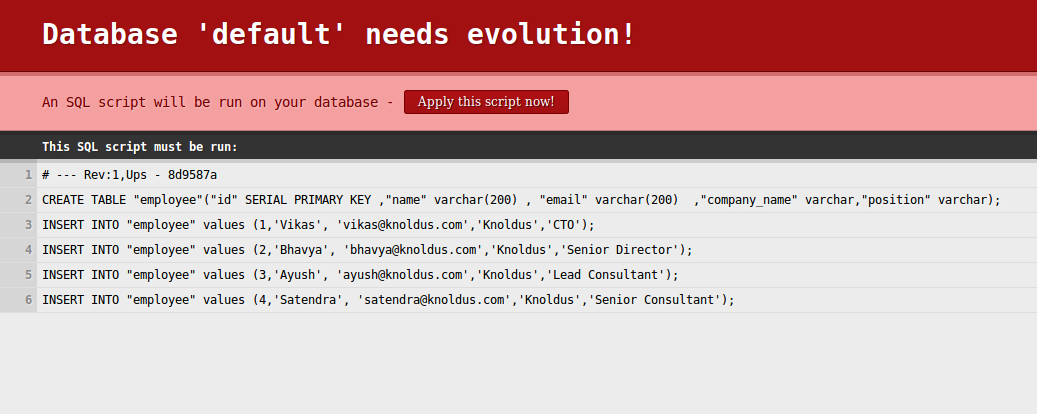 Database 'default' needs evolution!
An SQL script will be run on your database - Apply this script now!
This SQL script must be run:
1 # --- Rev:1,Ups - 8d9587a
2 CREATE TABLE "employee"("id" SERIAL PRIMARY KEY ,"name" varchar(200) , "email" varchar(200)  ,"company_name" varchar,"position" varchar);
3 INSERT INTO "employee" values (1,'Vikas', 'vikas@knoldus.com','Knoldus','CTO');
4 INSERT INTO "employee" values (2,'Bhavya', 'bhavya@knoldus.com','Knoldus','Senior Director');
5 INSERT INTO "employee" values (3,'Ayush', 'ayush@knoldus.com','Knoldus','Lead Consultant');
6 INSERT INTO "employee" values (4,'Satendra', 'satendra@knoldus.com','Knoldus','Senior Consultant');